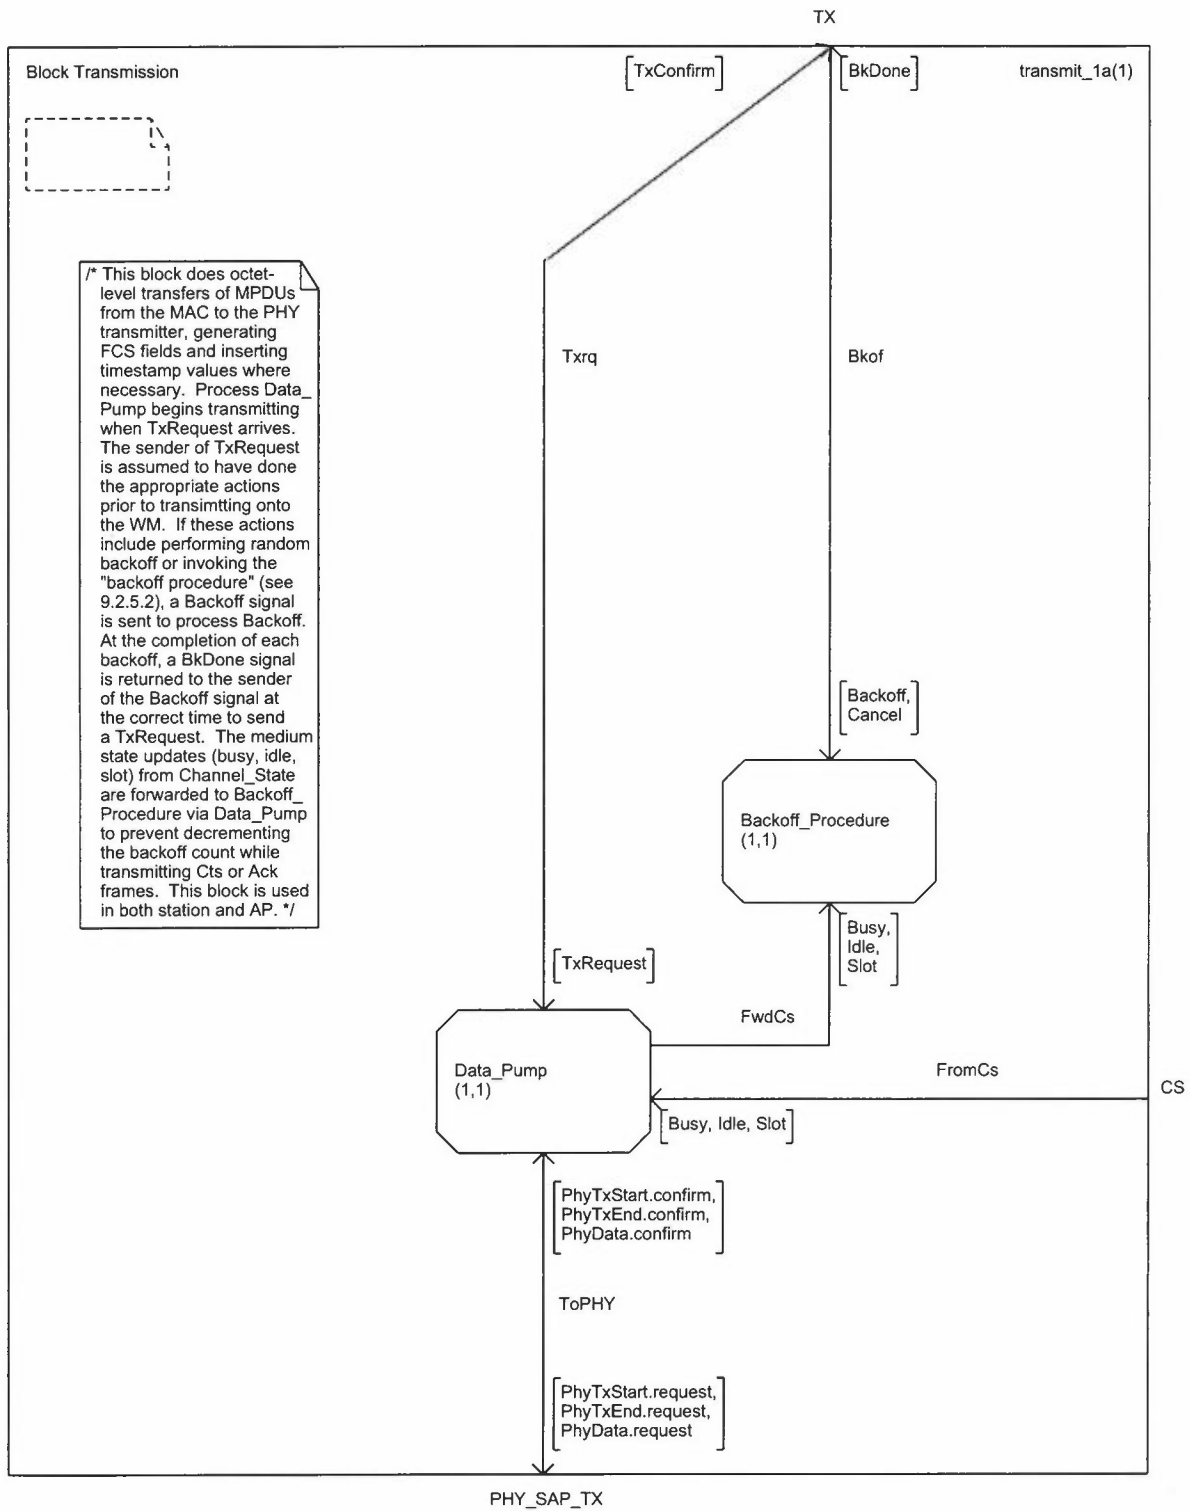 TX
Block Transmission
[TxConfirm]
[BkDone]
transmit_1a(1)
/* This block does octet-
level transfers of MPDUs
from the MAC to the PHY
transmitter, generating
FCS fields and inserting
timestamp values where
necessary. Process Data_
Pump begins transmitting
when TxRequest arrives.
The sender of TxRequest
is assumed to have done
the appropriate actions
prior to transimtting onto
the WM. If these actions
include performing random
backoff or invoking the
"backoff procedure" (see
9.2.5.2), a Backoff signal
is sent to process Backoff.
At the completion of each
backoff, a BkDone signal
is returned to the sender
of the Backoff signal at
the correct time to send
a TxRequest. The medium
state updates (busy, idle,
slot) from Channel_State
are forwarded to Backoff_
Procedure via Data_Pump
to prevent decrementing
the backoff count while
transmitting Cts or Ack
frames. This block is used
in both station and AP. */
Txrq
Bkof
[Backoff,
Cancel]
Backoff_Procedure
(1,1)
[Busy,
Idle,
Slot]
[TxRequest]
FwdCs
Data_Pump
(1,1)
FromCs
CS
[Busy, Idle, Slot]
[PhyTxStart.confirm,
PhyTxEnd.confirm,
PhyData.confirm]
ToPHY
[PhyTxStart.request,
PhyTxEnd.request,
PhyData.request]
PHY_SAP_TX